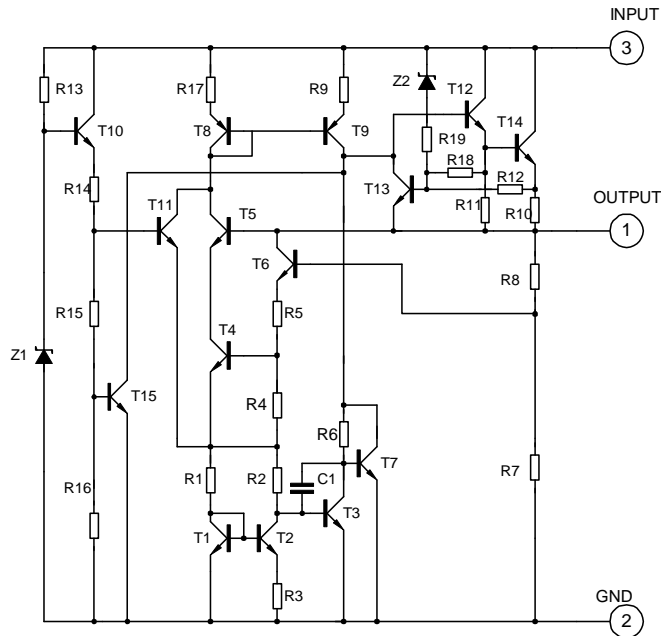 INPUT
3
R13
R17
R9
Z2
T12
T10
T8
T9
T14
R19
R18
R14
T13
R12
OUTPUT
T11
T5
R11
R10
1
T6
R8
R15
R5
Z1
T4
T15
R4
R6
T7
R7
R1
R2
C1
R16
T1
T2
T3
R3
GND
2